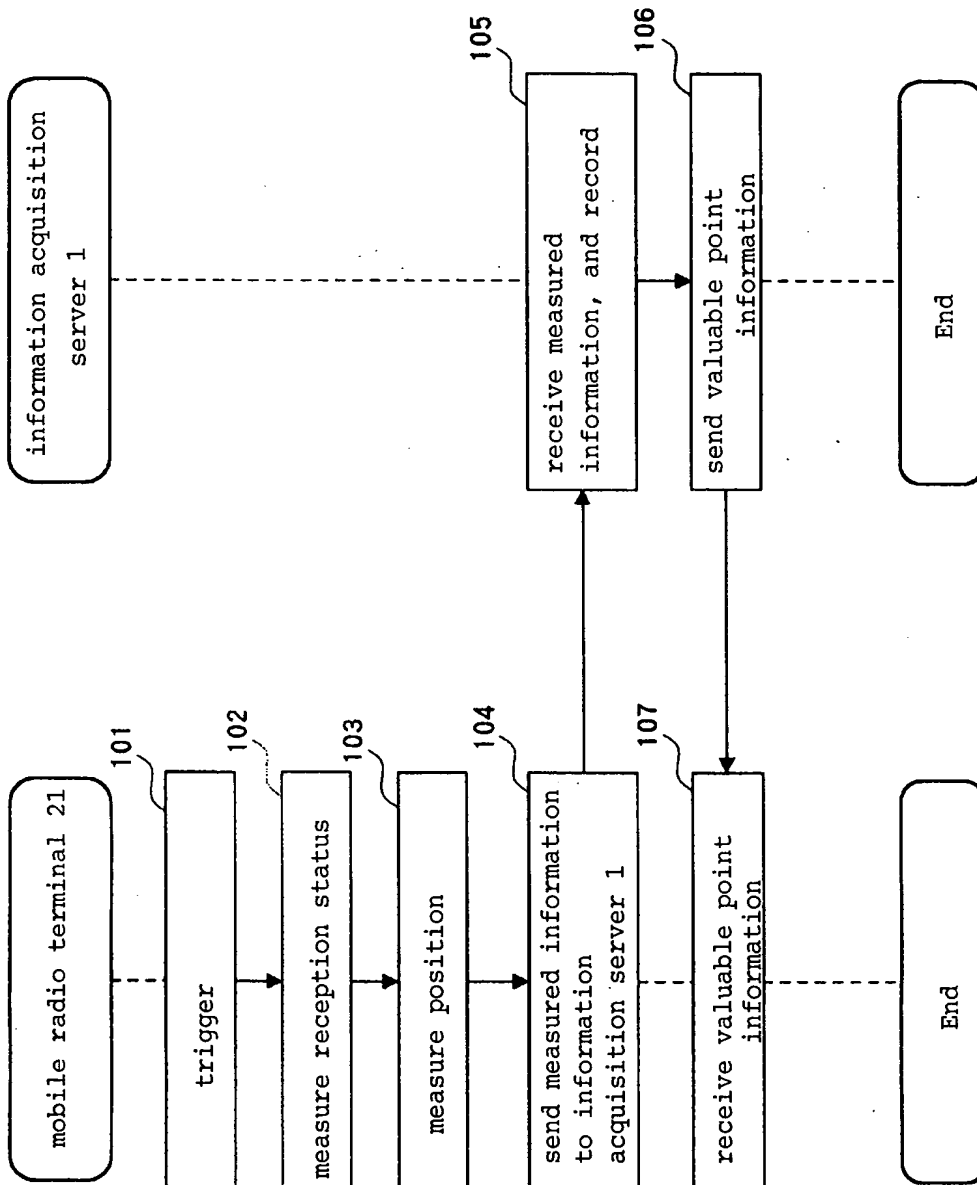 mobile radio terminal 21
101
trigger
102
measure reception status
103
measure position
104
send measured information
to information
acquisition server 1
107
receive valuable point
information
End
information acquisition
server 1
105
receive measured
information, and record
106
send valuable point
information
End